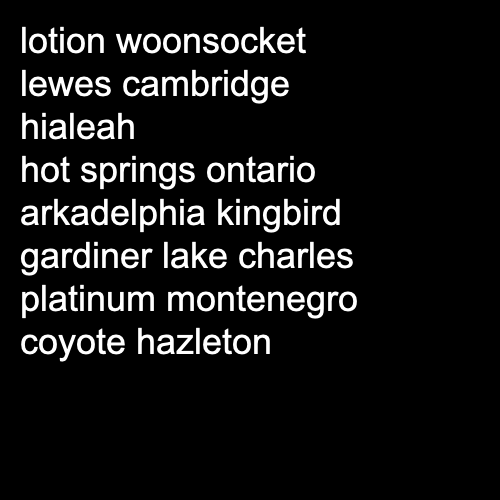 lotion woonsocket
lewes cambridge
hialeah
hot springs ontario
arkadelphia kingbird
gardiner lake charles
platinum montenegro
coyote hazleton